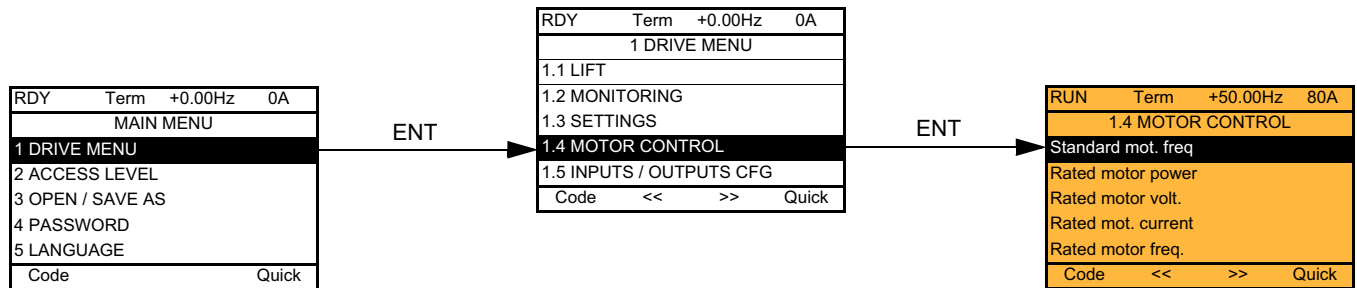 RDY Term +0.00Hz 0A
MAIN MENU
1 DRIVE MENU
2 ACCESS LEVEL
3 OPEN / SAVE AS
4 PASSWORD
5 LANGUAGE
Code Quick
ENT
RDY Term +0.00Hz 0A
1 DRIVE MENU
1.1 LIFT
1.2 MONITORING
1.3 SETTINGS
1.4 MOTOR CONTROL
1.5 INPUTS / OUTPUTS CFG
Code << >> Quick
ENT
RUN Term +50.00Hz 80A
1.4 MOTOR CONTROL
Standard mot. freq
Rated motor power
Rated motor volt.
Rated mot. current
Rated motor freq.
Code << >> Quick